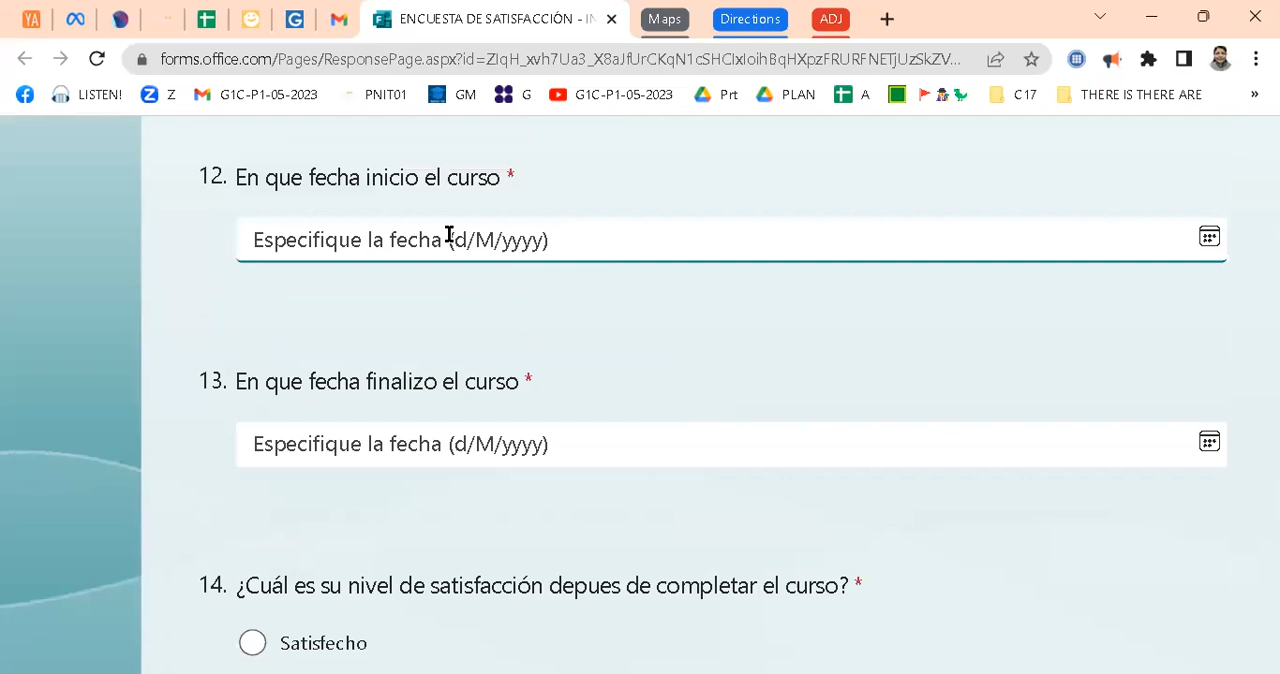 YA
ENCUESTA DE SATISFACCIÓN - IN
Maps
Directions
ADJ
forms.office.com/Pages/ResponsePage.aspx?id=
LISTEN!
Z
G1C-P1-05-2023
PNIT01
GM
G
G1C-P1-05-2023
Prt
PLAN
A
C17
THERE IS THERE ARE
»
12. En que fecha inicio el curso *
Especifique la fecha (d/M/yyyy)
13. En que fecha finalizo el curso *
Especifique la fecha (d/M/yyyy)
14. ¿Cuál es su nivel de satisfacción depues de completar el curso? *
Satisfecho